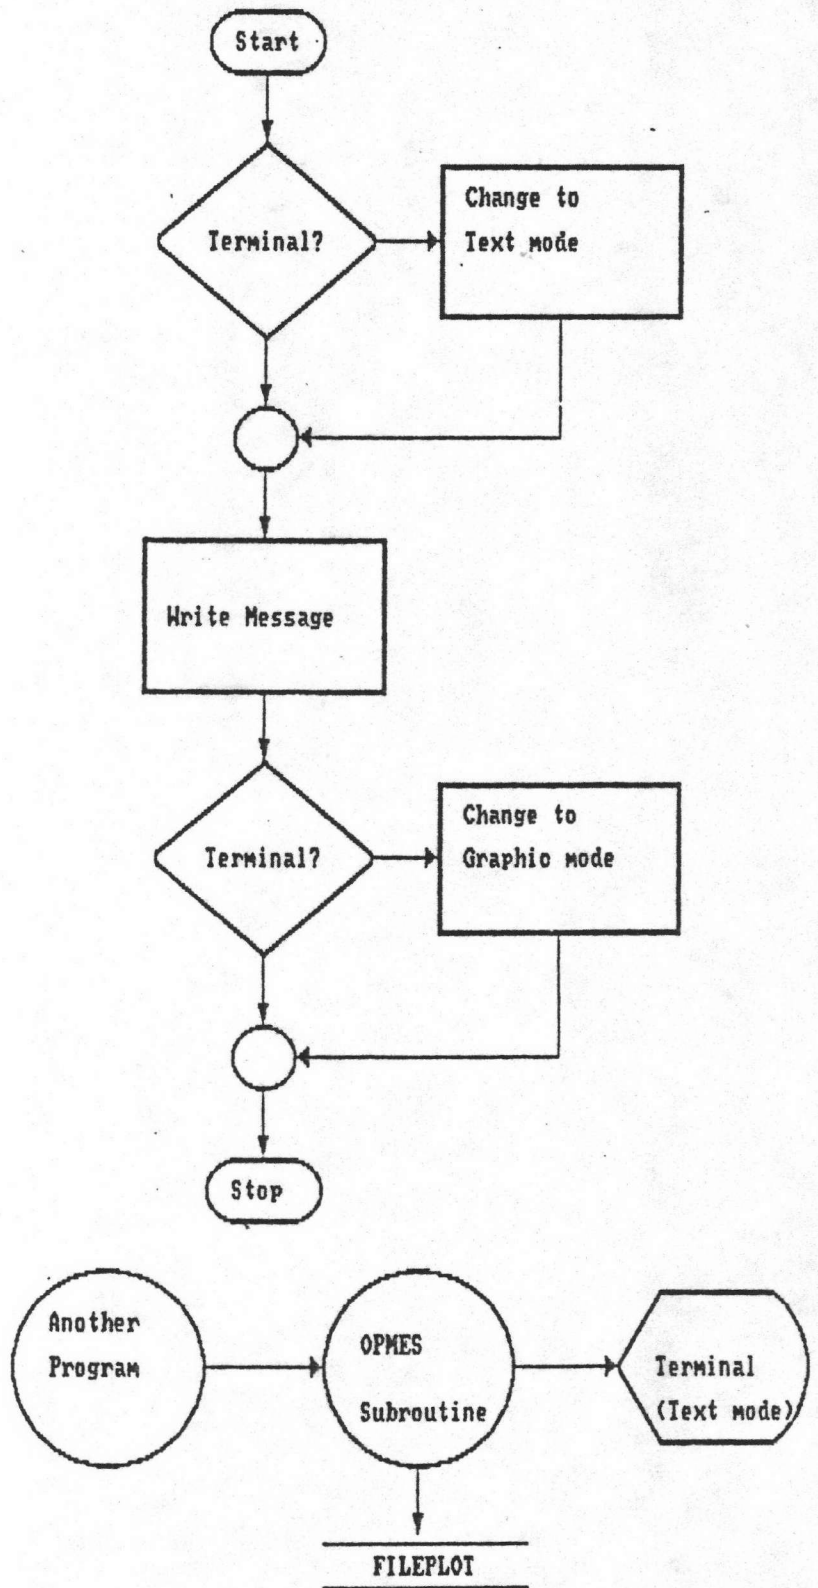 Start
Terminal?
Change to
Text mode
Write Message
Terminal?
Change to
Graphic mode
Stop
Another
Program
OPMES
Subroutine
Terminal
(Text mode)
FILEPLOT